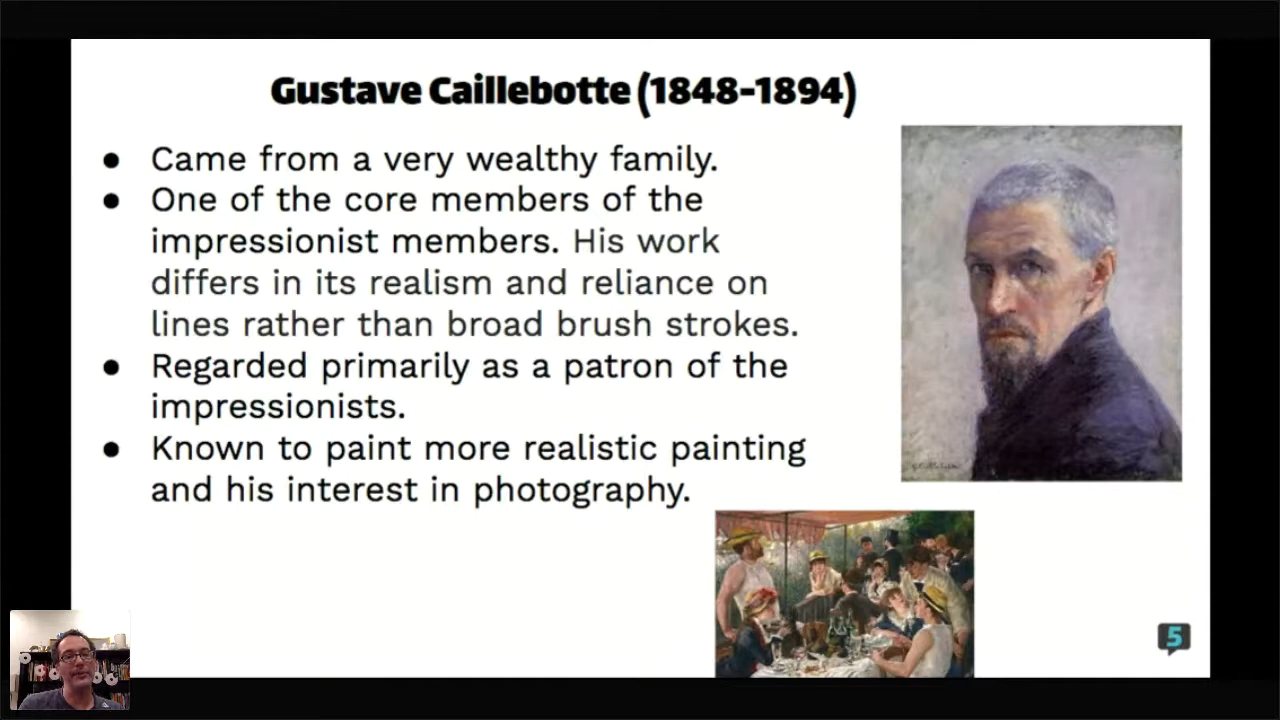 Gustave Caillebotte (1848-1894)
● Came from a very wealthy family.
● One of the core members of the
impressionist members. His work
differs in its realism and reliance on
lines rather than broad brush strokes.
● Regarded primarily as a patron of the
impressionists.
● Known to paint more realistic painting
and his interest in photography.
5